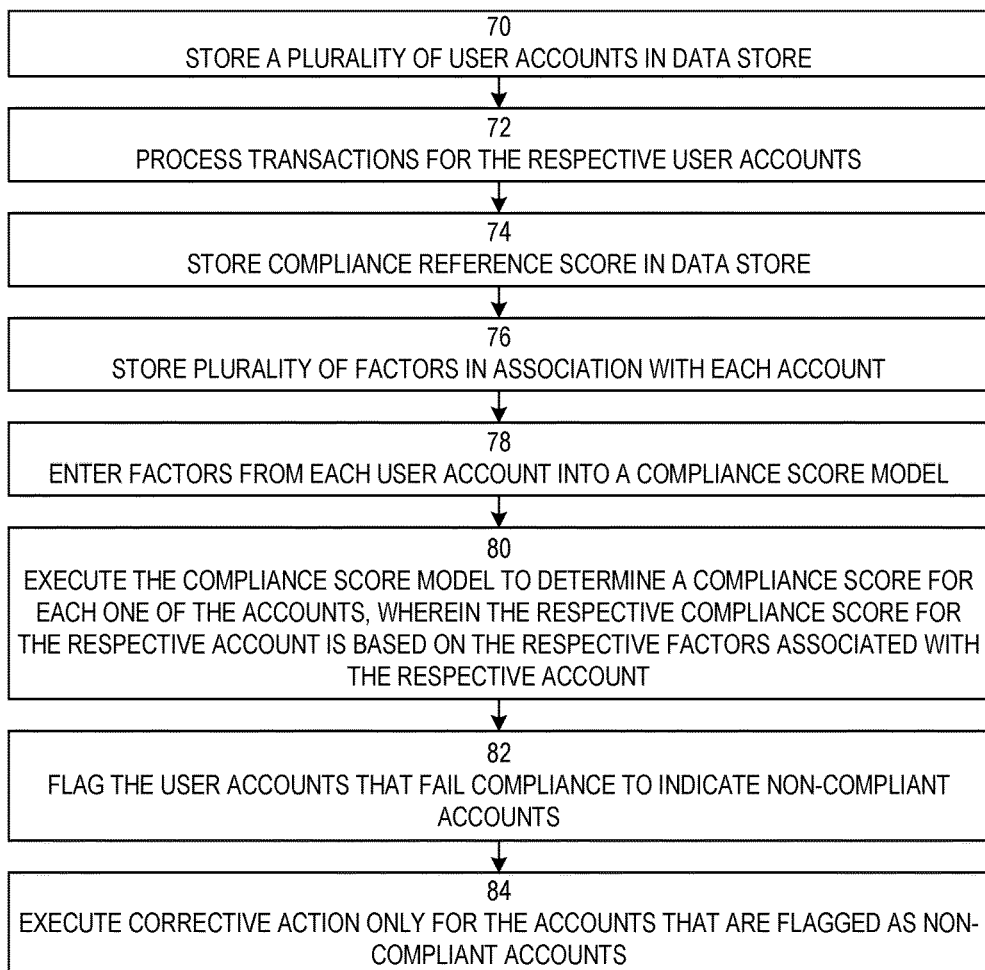 70
STORE A PLURALITY OF USER ACCOUNTS IN DATA STORE
72
PROCESS TRANSACTIONS FOR THE RESPECTIVE USER ACCOUNTS
74
STORE COMPLIANCE REFERENCE SCORE IN DATA STORE
76
STORE PLURALITY OF FACTORS IN ASSOCIATION WITH EACH ACCOUNT
78
ENTER FACTORS FROM EACH USER ACCOUNT INTO A COMPLIANCE SCORE MODEL
80
EXECUTE THE COMPLIANCE SCORE MODEL TO DETERMINE A COMPLIANCE SCORE FOR
EACH ONE OF THE ACCOUNTS, WHEREIN THE RESPECTIVE COMPLIANCE SCORE FOR
THE RESPECTIVE ACCOUNT IS BASED ON THE RESPECTIVE FACTORS ASSOCIATED WITH
THE RESPECTIVE ACCOUNT
82
FLAG THE USER ACCOUNTS THAT FAIL COMPLIANCE TO INDICATE NON-COMPLIANT
ACCOUNTS
84
EXECUTE CORRECTIVE ACTION ONLY FOR THE ACCOUNTS THAT ARE FLAGGED AS NON-
COMPLIANT ACCOUNTS